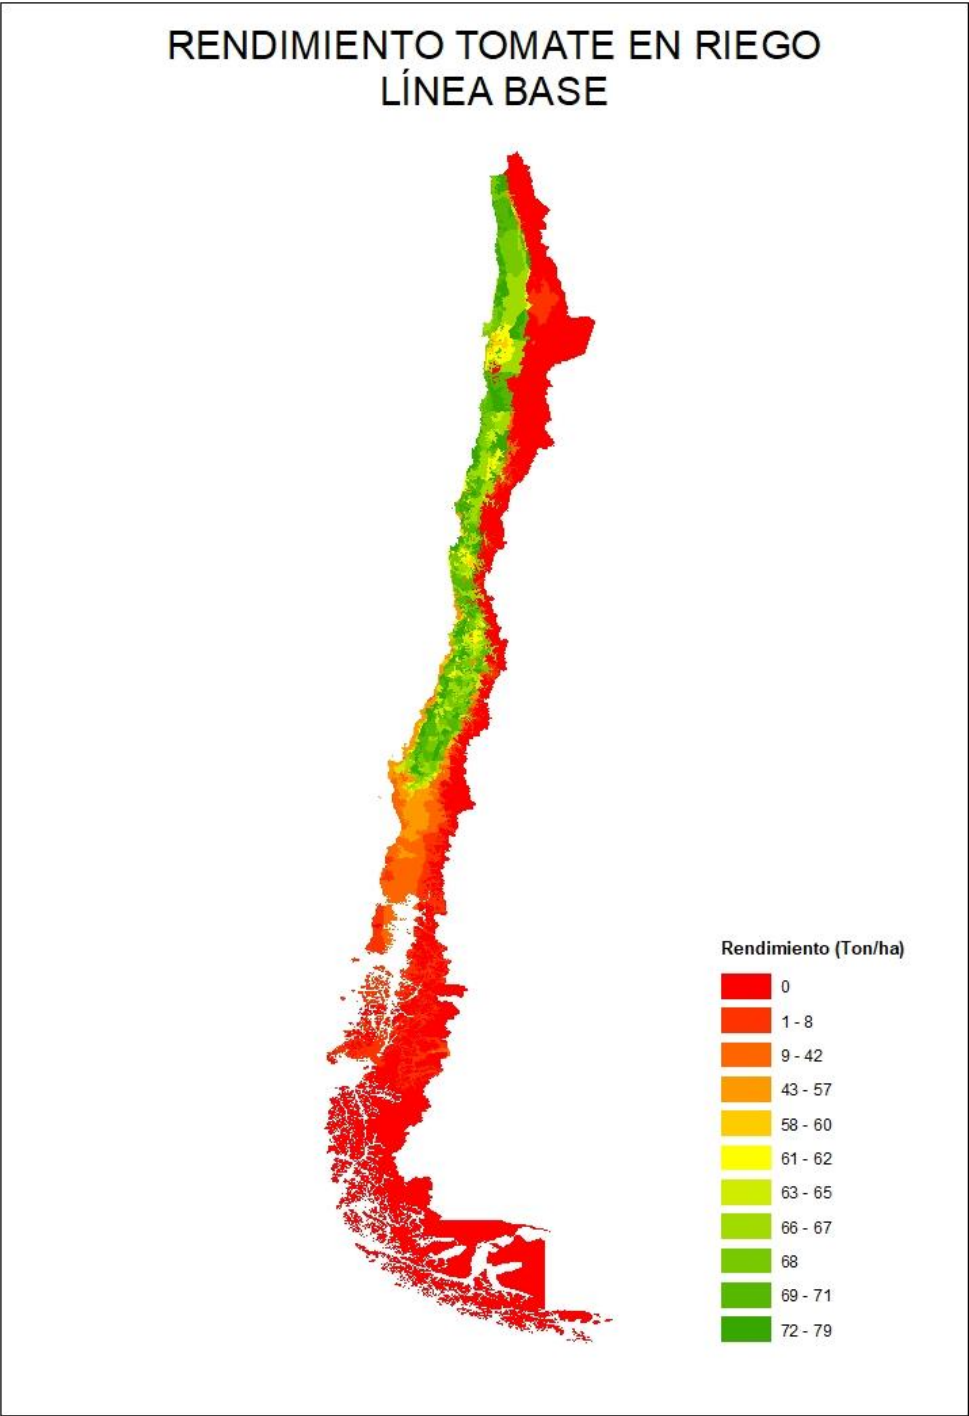 RENDIMIENTO TOMATE EN RIEGO
LÍNEA BASE
Rendimiento (Ton/ha)
0
1 - 8
9 - 42
43 - 57
58 - 60
61 - 62
63 - 65
66 - 67
68
69 - 71
72 - 79